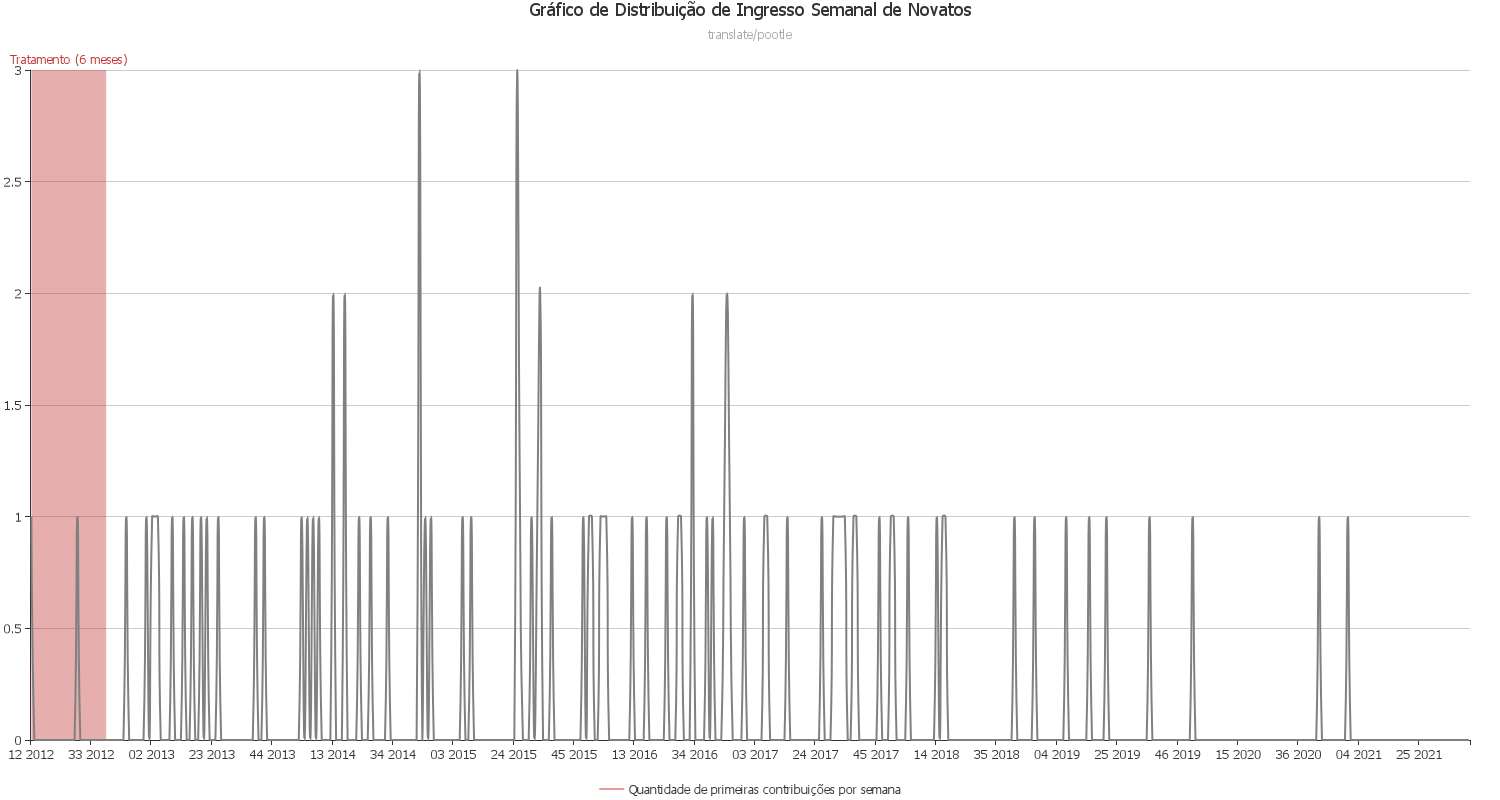 Gráfico de Distribuição de Ingresso Semanal de Novatos
translate/pootle
Tratamento (6 meses)
3
2.5
2
1.5
1
0.5
0
12 2012 33 2012 02 2013 23 2013 44 2013 13 2014 34 2014 03 2015 24 2015 45 2015 13 2016 34 2016 03 2017 24 2017 45 2017 14 2018 35 2018 04 2019 25 2019 46 2019 15 2020 36 2020 04 2021 25 2021
Quantidade de primeiras contribuições por semana